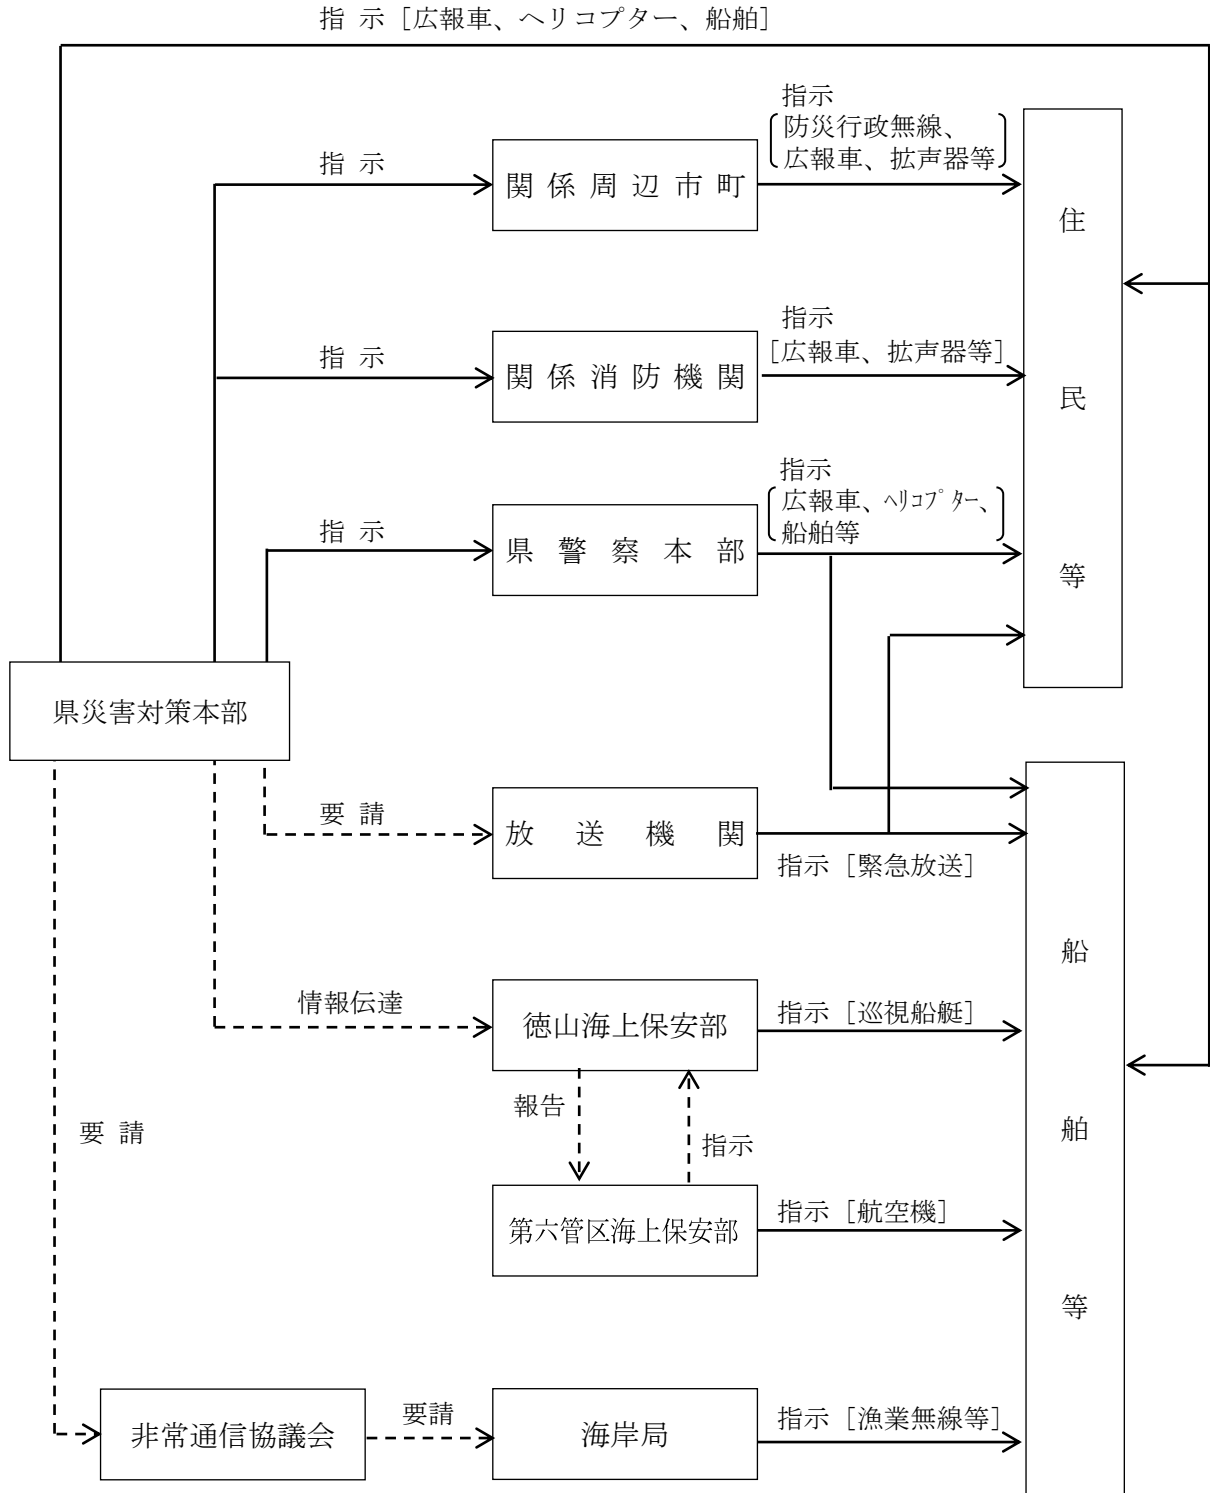 指 示［広報車、ヘリコプター、船舶］
指示
防災行政無線、
広報車、拡声器等
指 示
関係周辺市町
指示
［広報車、拡声器等］
指 示
関係消防機関
指示
広報車、ﾍﾘｺﾌﾟﾀｰ、
船舶等
指 示
県警察本部
住民等
県災害対策本部
要 請
放送機関
指示［緊急放送］
情報伝達
徳山海上保安部
指示［巡視船艇］
報告
指示
要 請
第六管区海上保安部
指示［航空機］
船舶等
非常通信協議会
要請
海岸局
指示［漁業無線等］